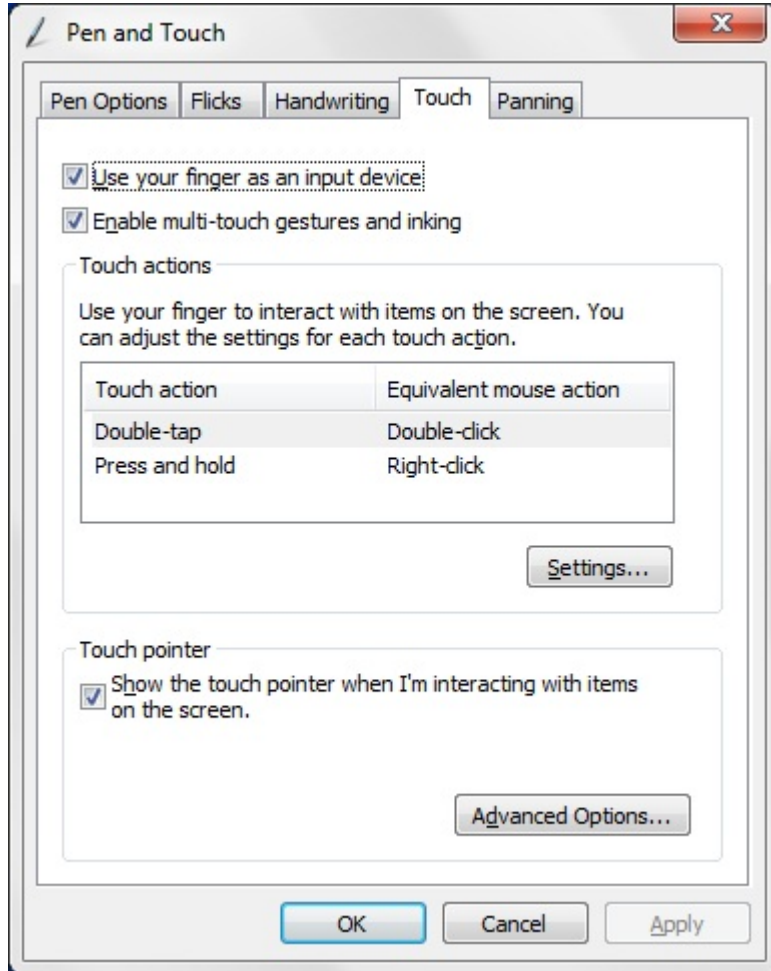 Pen and Touch
Pen Options Flicks Handwriting Touch Panning
Use your finger as an input device
Enable multi-touch gestures and inking
Touch actions
Use your finger to interact with items on the screen. You
can adjust the settings for each touch action.
Touch action Equivalent mouse action
Double-tap Double-click
Press and hold Right-click
Settings...
Touch pointer
Show the touch pointer when I'm interacting with items
on the screen.
Advanced Options...
OK Cancel Apply